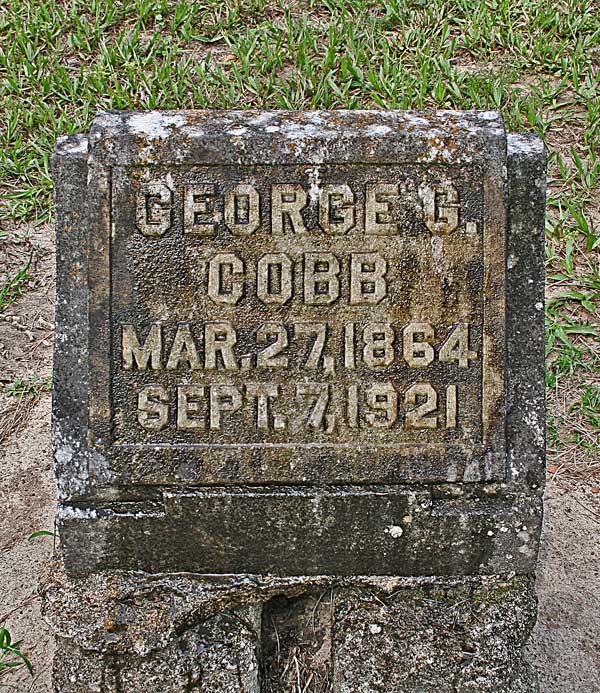 GEORGE G.
COBB
MAR. 27, 1864
SEPT. 7, 1921